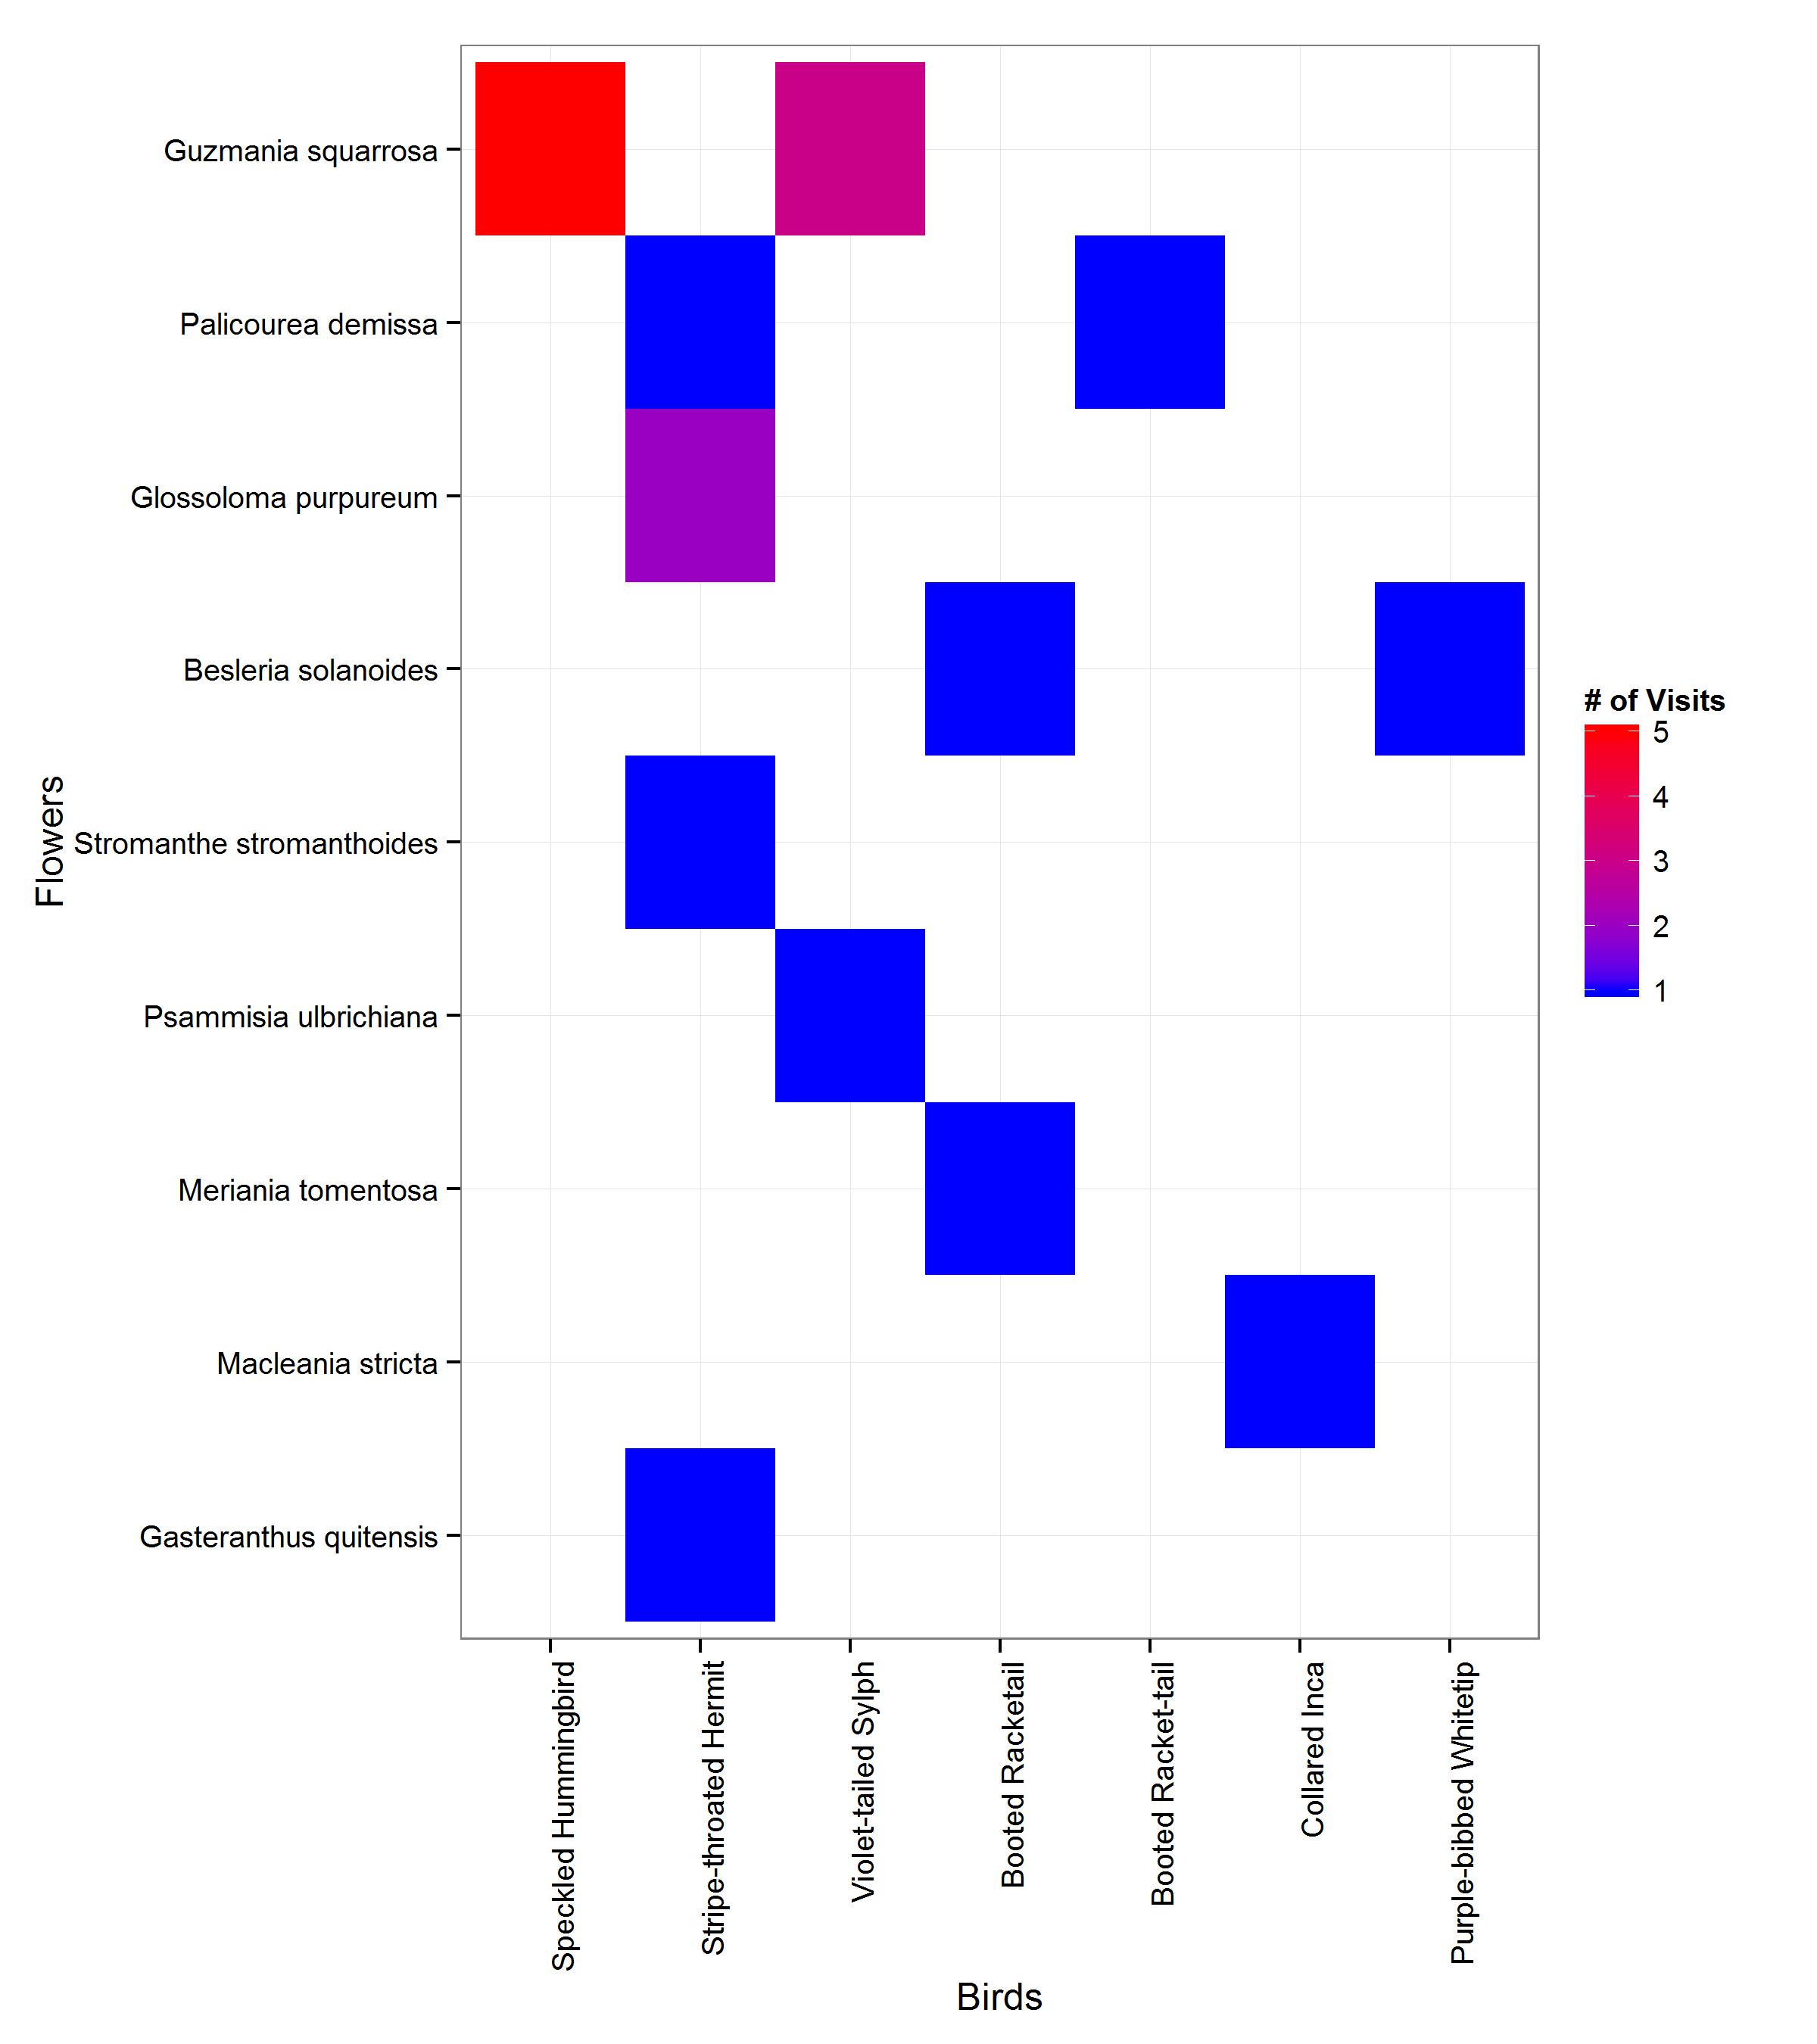 Flowers
Guzmania squarrosa
Palicourea demissa
Glossoloma purpureum
Besleria solanoides
Stromanthe stromanthoides
Psammisia ulbrichiana
Meriania tomentosa
Macleania stricta
Gasteranthus quitensis
Speckled Hummingbird
Stripe-throated Hermit
Violet-tailed Sylph
Booted Racketail
Booted Racket-tail
Collared Inca
Purple-bibbed Whitetip
Birds
# of Visits
5
4
3
2
1